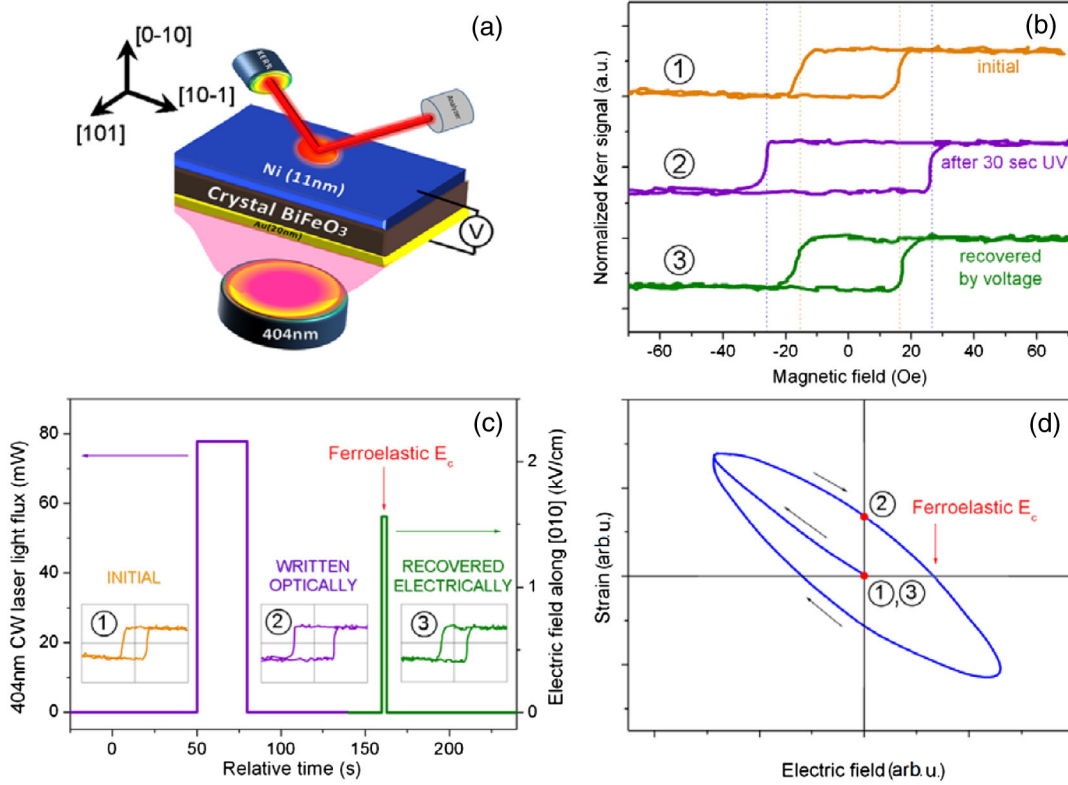 (a)
[0-10]
[10-1]
[101]
KERR
Analyzer
Ni (11nm)
Crystal BiFeO₃
Au(20nm)
V
404nm
(b)
Normalized Kerr signal (a.u.)
1
initial
2
after 30 sec UV
3
recovered
by voltage
-60 -40 -20 0 20 40 60
Magnetic field (Oe)
(c)
404nm CW laser light flux (mW)
80
60
40
20
0
Ferroelastic E c
INITIAL
WRITTEN
OPTICALLY
RECOVERED
ELECTRICALLY
1
2
3
2
1
0
Electric field along [010] (kV/cm)
0 50 100 150 200
Relative time (s)
(d)
Strain (arb.u.)
2
Ferroelastic E c
1,3
Electric field (arb.u.)